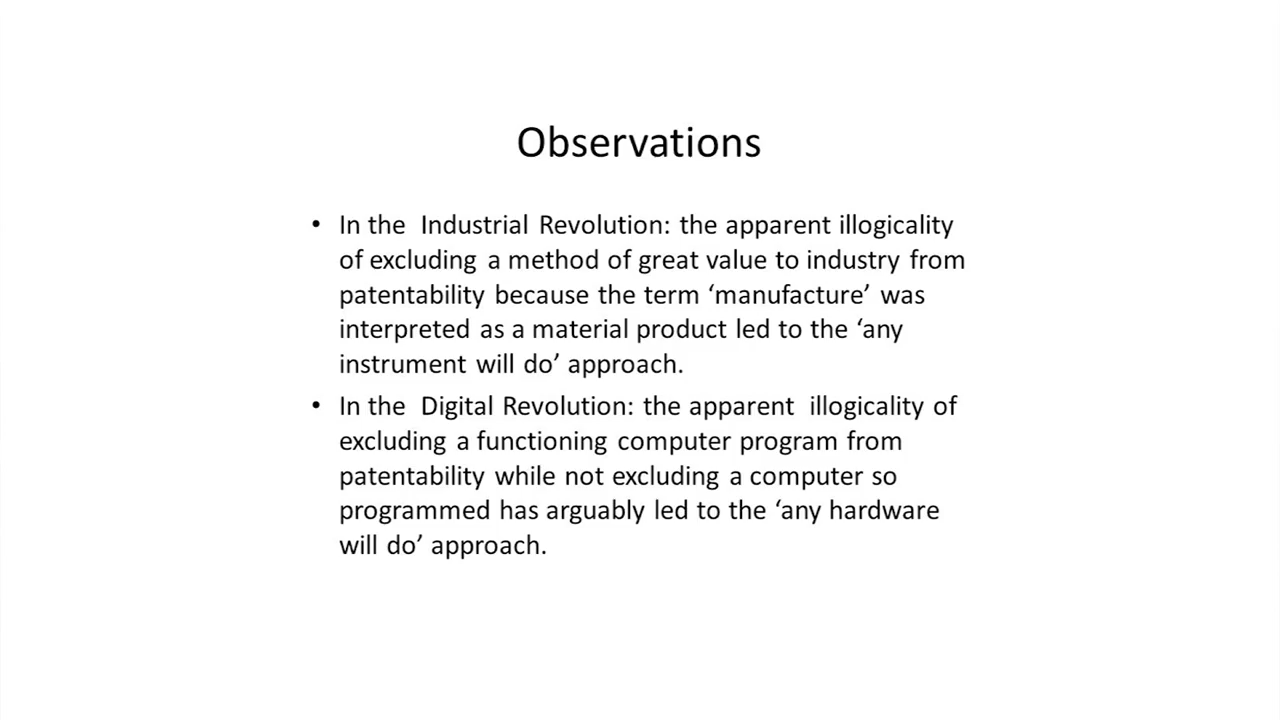 Observations
• In the Industrial Revolution: the apparent illogicality
of excluding a method of great value to industry from
patentability because the term ‘manufacture’ was
interpreted as a material product led to the ‘any
instrument will do’ approach.
• In the Digital Revolution: the apparent illogicality of
excluding a functioning computer program from
patentability while not excluding a computer so
programmed has arguably led to the ‘any hardware
will do’ approach.